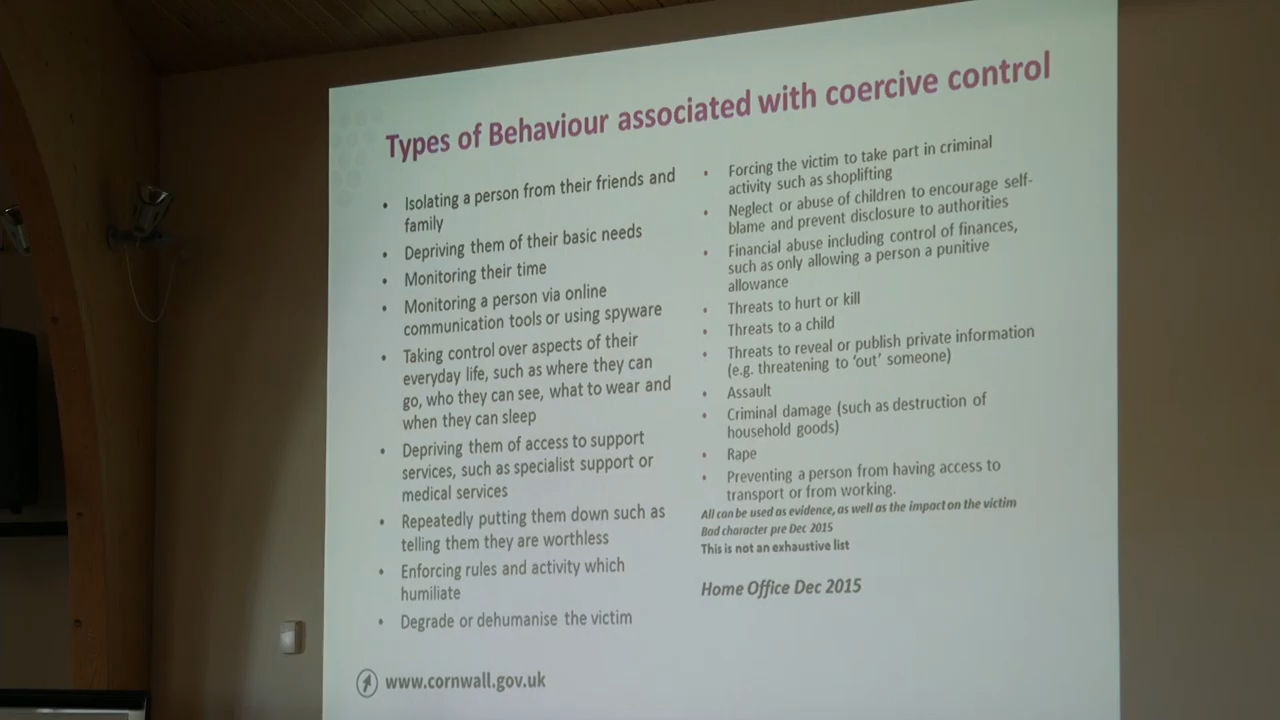 Types of Behaviour associated with coercive control
• Isolating a person from their friends and
family
• Depriving them of their basic needs
• Monitoring their time
• Monitoring a person via online
communication tools or using spyware
• Taking control over aspects of their
everyday life, such as where they can
go, who they can see, what to wear and
when they can sleep
• Depriving them of access to support
services, such as specialist support or
medical services
• Repeatedly putting them down such as
telling them they are worthless
• Enforcing rules and activity which
humiliate
• Degrade or dehumanise the victim
• Forcing the victim to take part in criminal
activity such as shoplifting
• Neglect or abuse of children to encourage self-
blame and prevent disclosure to authorities
• Financial abuse including control of finances,
such as only allowing a person a punitive
allowance
• Threats to hurt or kill
• Threats to a child
• Threats to reveal or publish private information
(e.g. threatening to ‘out’ someone)
• Assault
• Criminal damage (such as destruction of
household goods)
• Rape
• Preventing a person from having access to
transport or from working.
All can be used as evidence, as well as the impact on the victim
Bad character pre Dec 2015
This is not an exhaustive list
Home Office Dec 2015
www.cornwall.gov.uk